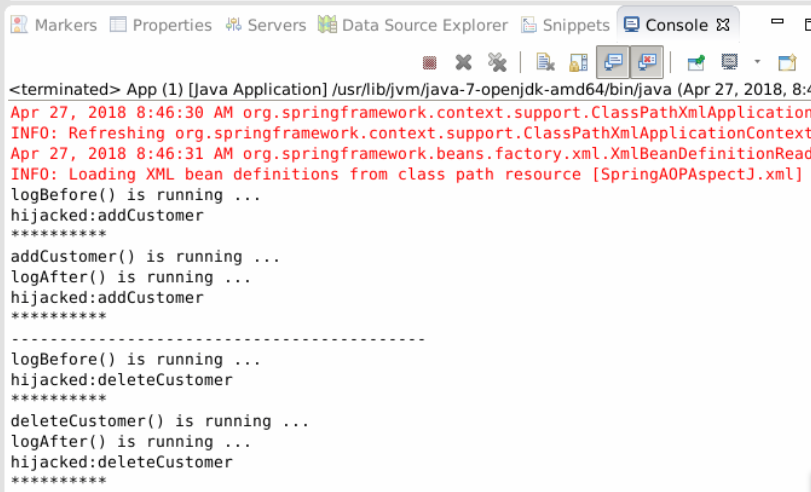 Markers Properties Servers Data Source Explorer Snippets Console
<terminated> App (1) [Java Application] /usr/lib/jvm/java-7-openjdk-amd64/bin/java (Apr 27, 2018, 8:4
Apr 27, 2018 8:46:30 AM org.springframework.context.support.ClassPathXmlApplication
INFO: Refreshing org.springframework.context.support.ClassPathXmlApplicationContext
Apr 27, 2018 8:46:31 AM org.springframework.beans.factory.xml.XmlBeanDefinitionRead
INFO: Loading XML bean definitions from class path resource [SpringAOPAspectJ.xml]
logBefore() is running ...
hijacked:addCustomer
**********
addCustomer() is running ...
logAfter() is running ...
hijacked:addCustomer
**********
-------------------------------------------
logBefore() is running ...
hijacked:deleteCustomer
**********
deleteCustomer() is running ...
logAfter() is running ...
hijacked:deleteCustomer
**********